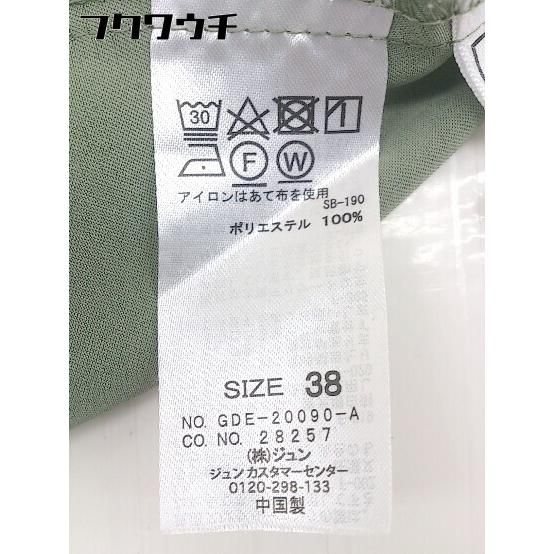 フクワウチ
30
F
W
アイロンはあて布を使用
SB-190
ポリエステル 100%
SIZE 38
NO. GDE-20090-A
CO. NO. 28257
(株)ジュン
ジュンカスタマーセンター
0120-298-133
中国製